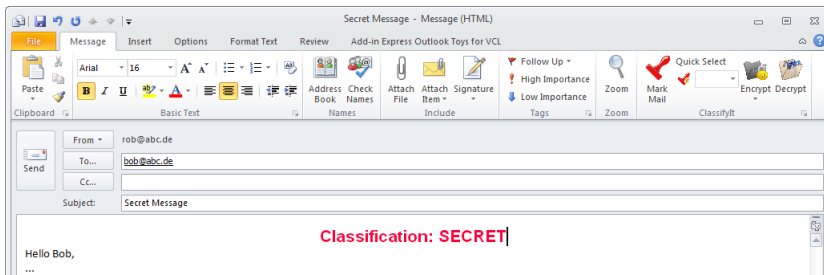 Secret Message - Message (HTML)
File Message Insert Options Format Text Review Add-in Express Outlook Toys for VCL
Paste
Clipboard
Arial 16
B I U
Basic Text
Address Book Check Names
Names
Attach File Attach Item Signature
Include
Follow Up
High Importance
Low Importance
Tags
Zoom
Zoom
Mark Mail Quick Select Encrypt Decrypt
ClassifyIt
Send
From rob@abc.de
To... bob@abc.de
Cc...
Subject: Secret Message
Classification: SECRET
Hello Bob,
...